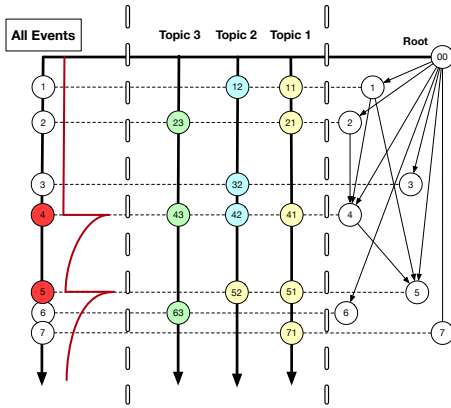 All Events
Topic 3 Topic 2 Topic 1
Root
00
1 12 11 1
2 23 21 2
3 32 3
4 43 42 41 4
5 52 51 5
6 63 6
7 71 7